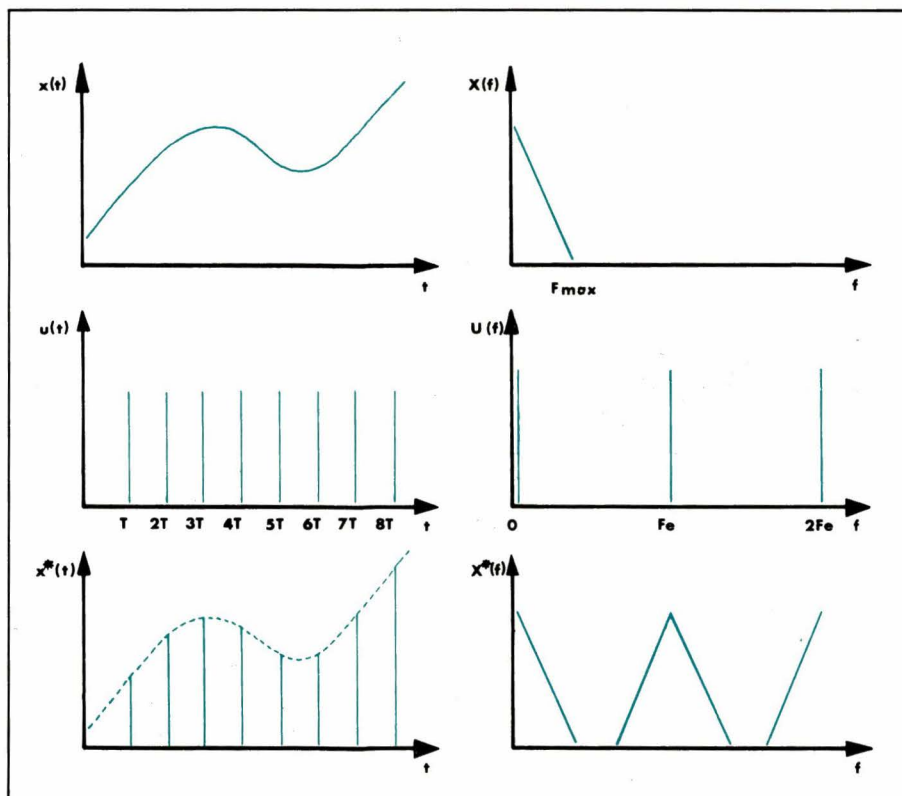 x(t)
t
X(f)
Fmax
f
u(t)
T 2T 3T 4T 5T 6T 7T 8T t
U(f)
0 Fe 2Fe f
x*(t)
t
X*(f)
f